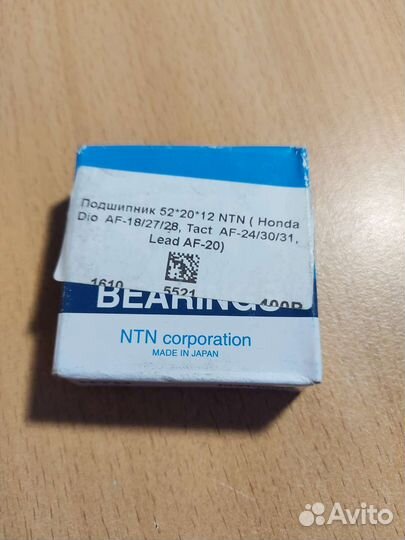 Подшипник 52*20*12 NTN ( Honda
Dio AF-18/27/28, Tact AF-24/30/31,
Lead AF-20)
1610 5521 400Р
BEARINGS
NTN corporation
MADE IN JAPAN
Avito